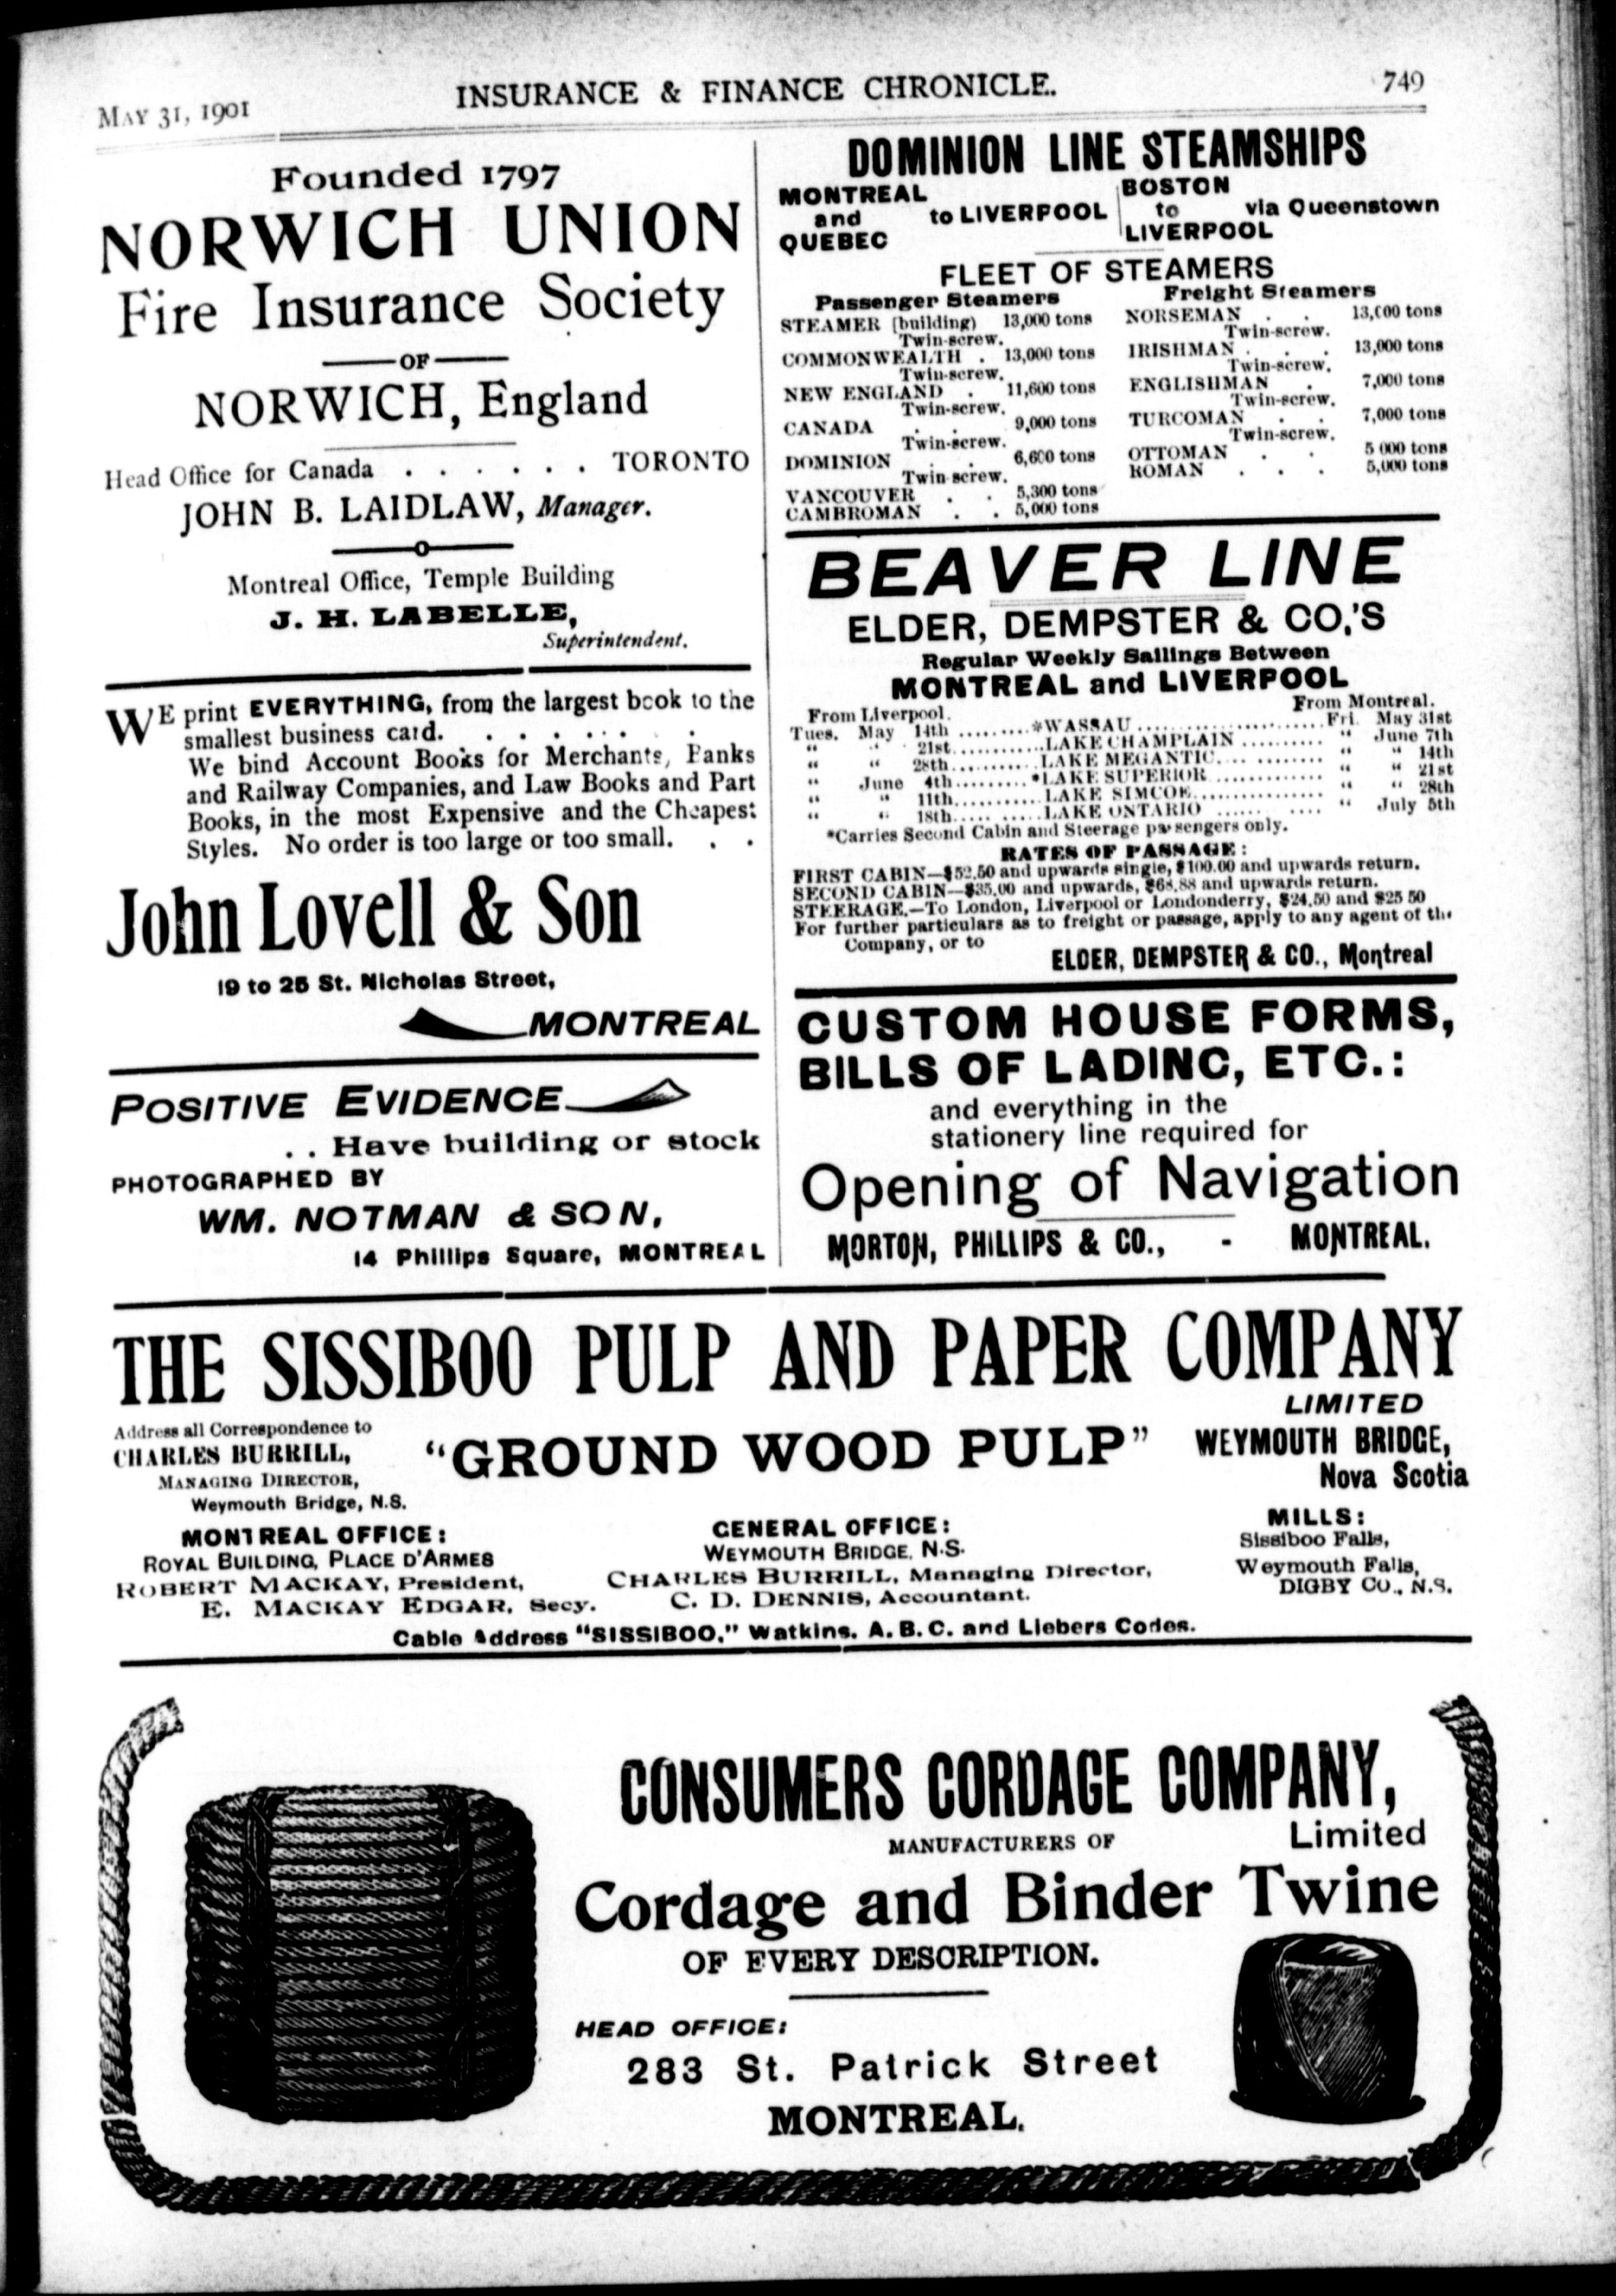 MAY 31, 1901
INSURANCE & FINANCE CHRONICLE.
749
Founded 1797
NORWICH UNION
Fire Insurance Society
OF
NORWICH, England
Head Office for Canada . . . . . . TORONTO
JOHN B. LAIDLAW, Manager.
Montreal Office, Temple Building
J. H. LABELLE,
Superintendent.
WE print EVERYTHING, from the largest book to the
smallest business card. . . . . . . .
We bind Account Books for Merchants, Banks
and Railway Companies, and Law Books and Part
Books, in the most Expensive and the Cheapest
Styles. No order is too large or too small. . .
John Lovell & Son
19 to 25 St. Nicholas Street,
MONTREAL
POSITIVE EVIDENCE
. . Have building or stock
PHOTOGRAPHED BY
WM. NOTMAN & SON,
14 Phillips Square, MONTREAL
DOMINION LINE STEAMSHIPS
MONTREAL and QUEBEC to LIVERPOOL
BOSTON to LIVERPOOL via Queenstown
FLEET OF STEAMERS
Passenger Steamers
STEAMER (building) 13,000 tons
Twin-screw.
COMMONWEALTH . 13,000 tons
Twin-screw.
NEW ENGLAND . 11,600 tons
Twin-screw.
CANADA . . 9,000 tons
Twin-screw.
DOMINION . . 6,600 tons
Twin-screw.
VANCOUVER . . 5,300 tons
CAMBROMAN . . 5,000 tons
Freight Steamers
NORSEMAN . . 13,000 tons
Twin-screw.
IRISHMAN . . . 13,000 tons
Twin-screw.
ENGLISHMAN . 7,000 tons
Twin-screw.
TURCOMAN . . 7,000 tons
Twin-screw.
OTTOMAN . . 5 000 tons
ROMAN . . . 5,000 tons
BEAVER LINE
ELDER, DEMPSTER & CO.'S
Regular Weekly Sailings Between
MONTREAL and LIVERPOOL
From Liverpool. From Montreal.
Tues. May 14th ......... *WASSAU ........................ Fri. May 31st
" " 21st ............ LAKE CHAMPLAIN .......... " June 7th
" " 28th ........... LAKE MEGANTIC ............ " " 14th
" June 4th ......... *LAKE SUPERIOR .............. " " 21st
" " 11th ........... LAKE SIMCOE ................ " " 28th
" " 18th ..... ..... LAKE ONTARIO ...... .... " July 5th
*Carries Second Cabin and Steerage passengers only.
RATES OF PASSAGE:
FIRST CABIN—$52.50 and upwards single, $100.00 and upwards return.
SECOND CABIN—$35.00 and upwards, $68.88 and upwards return.
STEERAGE.—To London, Liverpool or Londonderry, $24.50 and $25 50
For further particulars as to freight or passage, apply to any agent of the
Company, or to
ELDER, DEMPSTER & CO., Montreal
CUSTOM HOUSE FORMS,
BILLS OF LADING, ETC.:
and everything in the
stationery line required for
Opening of Navigation
MORTON, PHILLIPS & CO., - MONTREAL.
THE SISSIBOO PULP AND PAPER COMPANY
LIMITED
Address all Correspondence to
CHARLES BURRILL,
MANAGING DIRECTOR,
Weymouth Bridge, N.S.
"GROUND WOOD PULP"
WEYMOUTH BRIDGE,
Nova Scotia
MONTREAL OFFICE:
ROYAL BUILDING, PLACE D'ARMES
ROBERT MACKAY, President,
E. MACKAY EDGAR, Secy.
GENERAL OFFICE:
WEYMOUTH BRIDGE, N.S.
CHARLES BURRILL, Managing Director,
C. D. DENNIS, Accountant.
MILLS:
Sissiboo Falls,
Weymouth Falls,
DIGBY CO., N.S.
Cable Address "SISSIBOO," Watkins. A. B. C. and Liebers Codes.
CONSUMERS CORDAGE COMPANY,
Limited
MANUFACTURERS OF
Cordage and Binder Twine
OF EVERY DESCRIPTION.
HEAD OFFICE:
283 St. Patrick Street
MONTREAL.